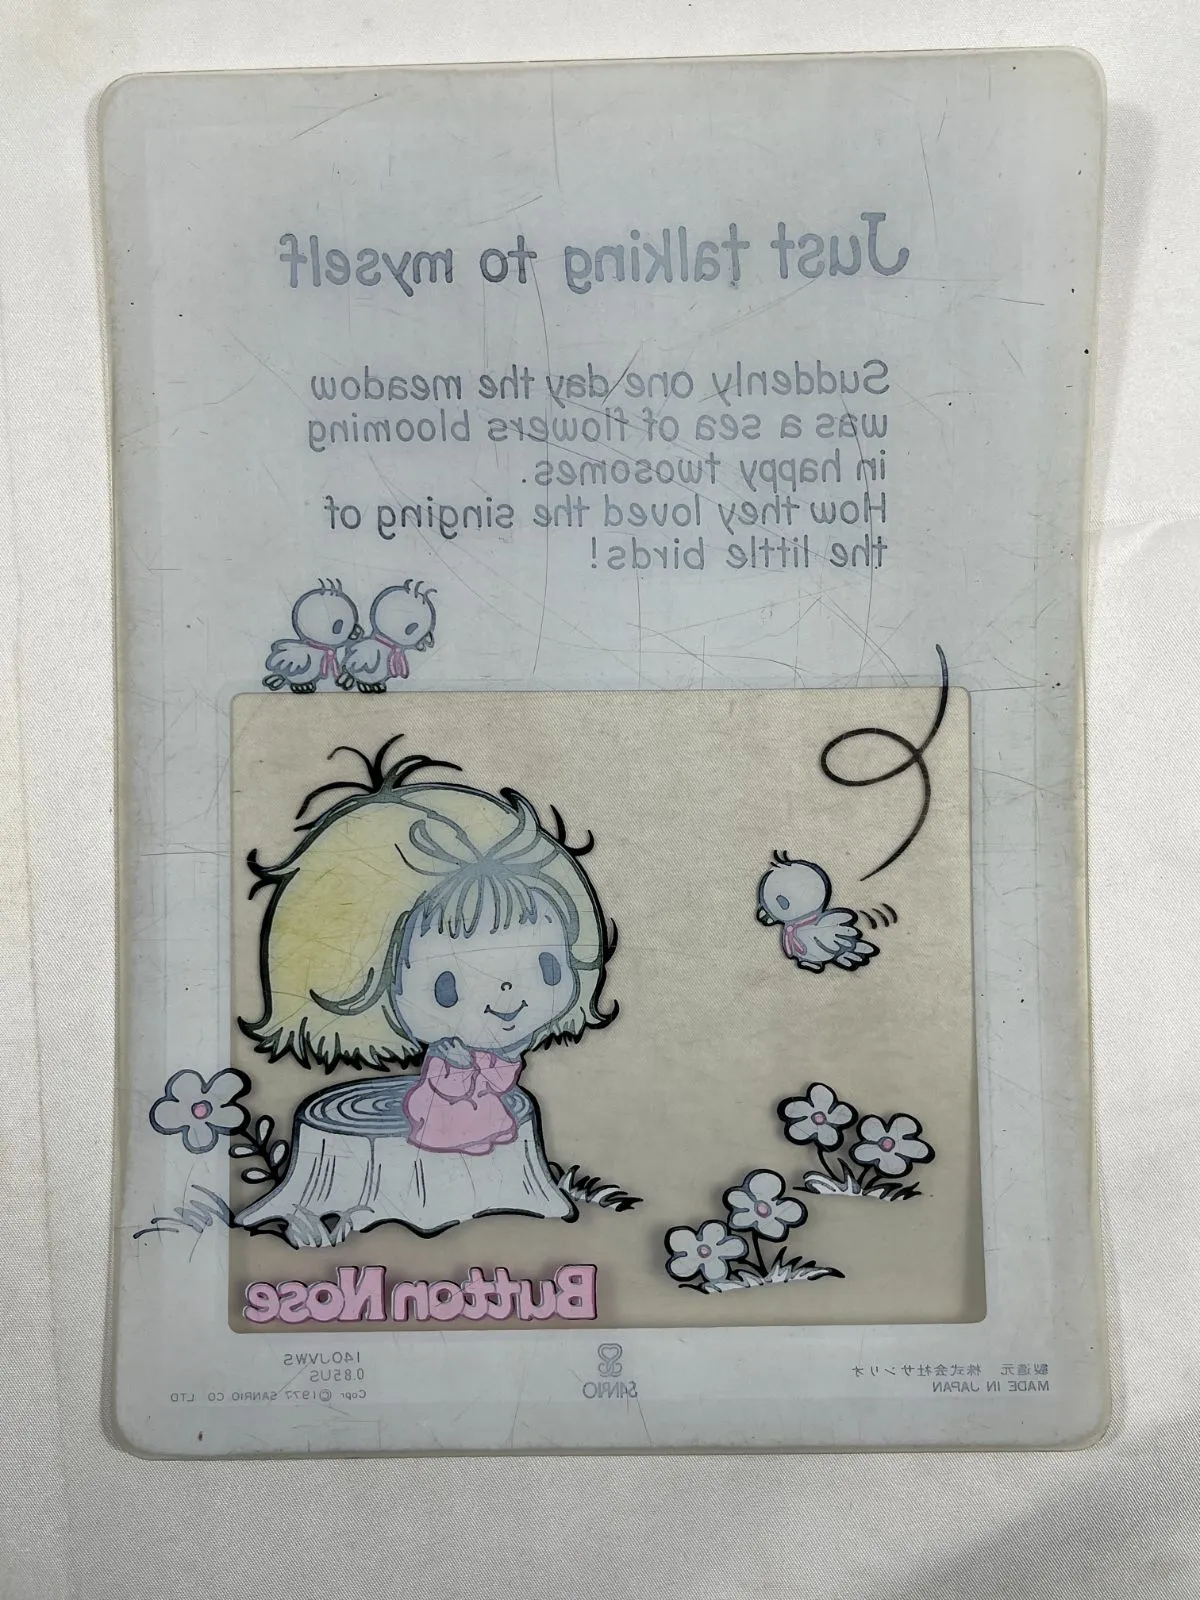 Just talking to myself
Suddenly one day the meadow
was a sea of flowers blooming
in happy twosomes.
How they loved the singing of
the little birds!
Button Nose
製造元 株式会社サンリオ
MADE IN JAPAN
SANRIO
140JVWS
0.85US
Copr ©1977 SANRIO CO LTD